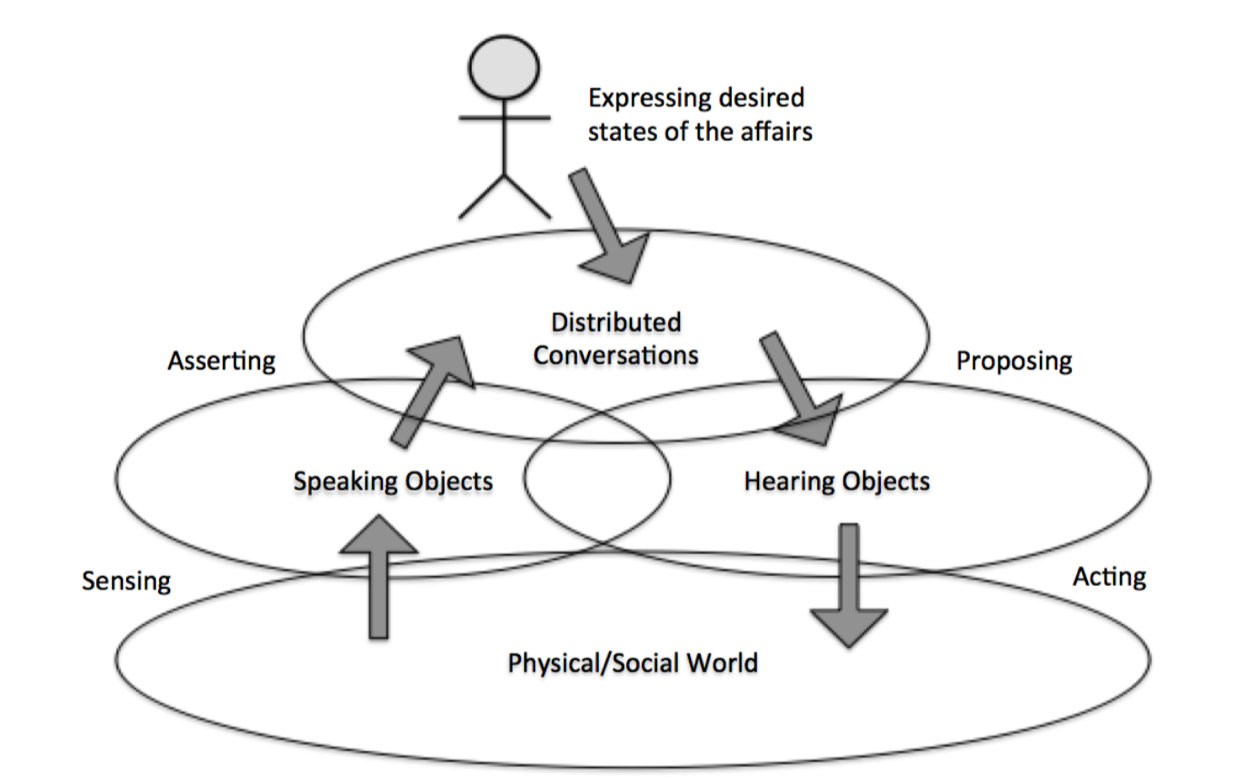 Expressing desired
states of the affairs
Distributed
Conversations
Asserting
Proposing
Speaking Objects
Hearing Objects
Sensing
Acting
Physical/Social World